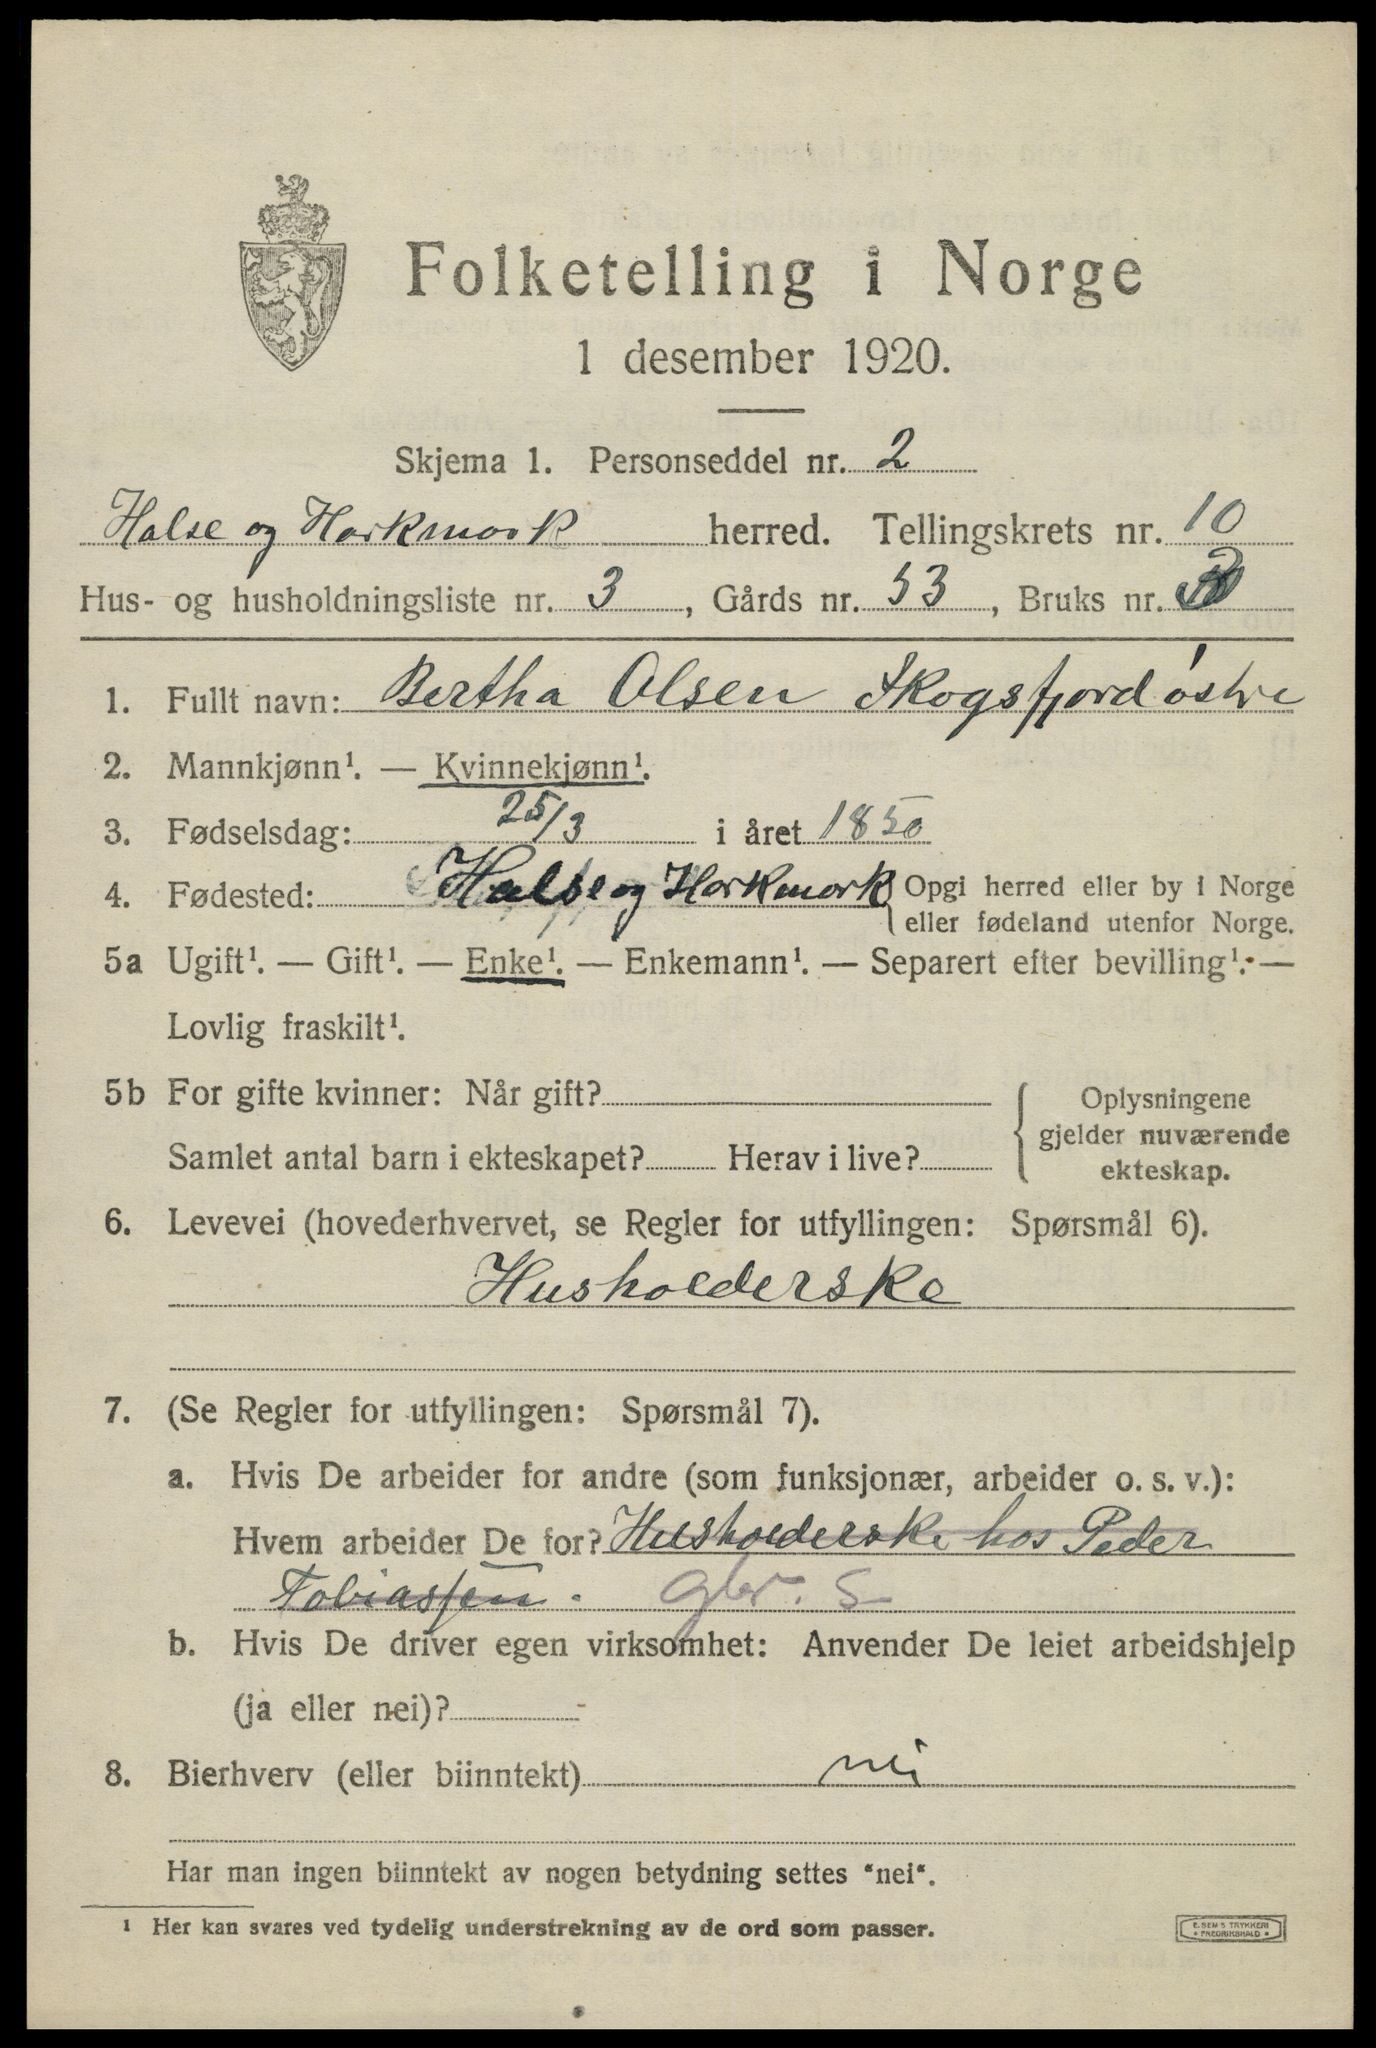 Folketelling i Norge
1 desember 1920.
Skjema 1. Personseddel nr. 2
Halse og Harkmark herred. Tellingskrets nr. 10
Hus- og husholdningsliste nr. 3, Gårds nr. 53, Bruks nr. 2
1. Fullt navn: Bertha Olsen Skogsfjord østre
2. Mannkjønn¹. — Kvinnekjønn¹.
3. Fødselsdag: 25/3 i året 1850
4. Fødested: Halse og Harkmark { Opgi herred eller by i Norge
eller fødeland utenfor Norge.
5a Ugift¹. — Gift¹. — Enke¹. — Enkemann¹. — Separert efter bevilling¹. —
Lovlig fraskilt¹.
5b For gifte kvinner: Når gift?
Samlet antal barn i ekteskapet? Herav i live?
Oplysningene
gjelder nuværende
ekteskap.
6. Levevei (hovederhvervet, se Regler for utfyllingen: Spørsmål 6).
Husholderske
7. (Se Regler for utfyllingen: Spørsmål 7).
a. Hvis De arbeider for andre (som funksjonær, arbeider o. s. v.):
Hvem arbeider De for? Husholderske hos Peder
Tobiassen. gbr. S
b. Hvis De driver egen virksomhet: Anvender De leiet arbeidshjelp
(ja eller nei)?
8. Bierhverv (eller biinntekt) nei
Har man ingen biinntekt av nogen betydning settes "nei".
¹ Her kan svares ved tydelig understrekning av de ord som passer.
E. SEM'S TRYKKERI
* FREDRIKSHALD *